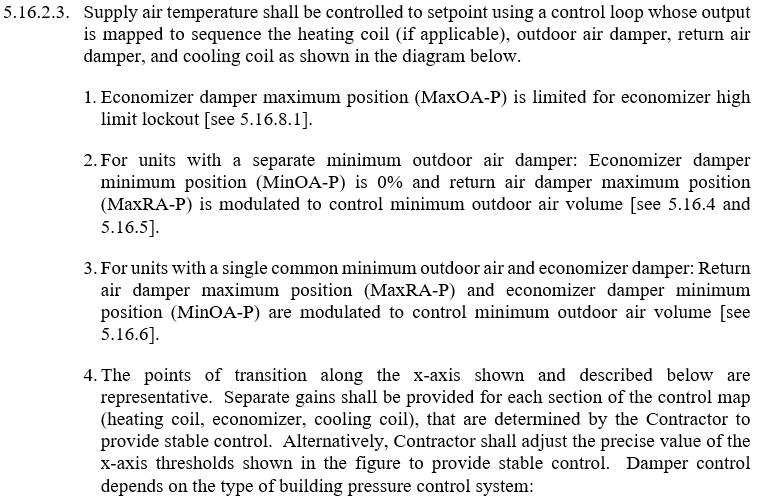 5.16.2.3. Supply air temperature shall be controlled to setpoint using a control loop whose output
is mapped to sequence the heating coil (if applicable), outdoor air damper, return air
damper, and cooling coil as shown in the diagram below.
1. Economizer damper maximum position (MaxOA-P) is limited for economizer high
limit lockout [see 5.16.8.1].
2. For units with a separate minimum outdoor air damper: Economizer damper
minimum position (MinOA-P) is 0% and return air damper maximum position
(MaxRA-P) is modulated to control minimum outdoor air volume [see 5.16.4 and
5.16.5].
3. For units with a single common minimum outdoor air and economizer damper: Return
air damper maximum position (MaxRA-P) and economizer damper minimum
position (MinOA-P) are modulated to control minimum outdoor air volume [see
5.16.6].
4. The points of transition along the x-axis shown and described below are
representative. Separate gains shall be provided for each section of the control map
(heating coil, economizer, cooling coil), that are determined by the Contractor to
provide stable control. Alternatively, Contractor shall adjust the precise value of the
x-axis thresholds shown in the figure to provide stable control. Damper control
depends on the type of building pressure control system: